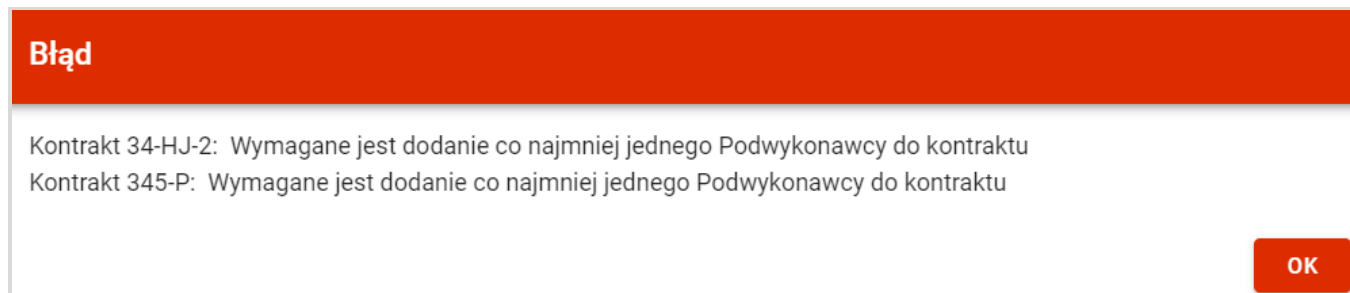 Błąd
Kontrakt 34-HJ-2:  Wymagane jest dodanie co najmniej jednego Podwykonawcy do kontraktu
Kontrakt 345-P:  Wymagane jest dodanie co najmniej jednego Podwykonawcy do kontraktu
OK